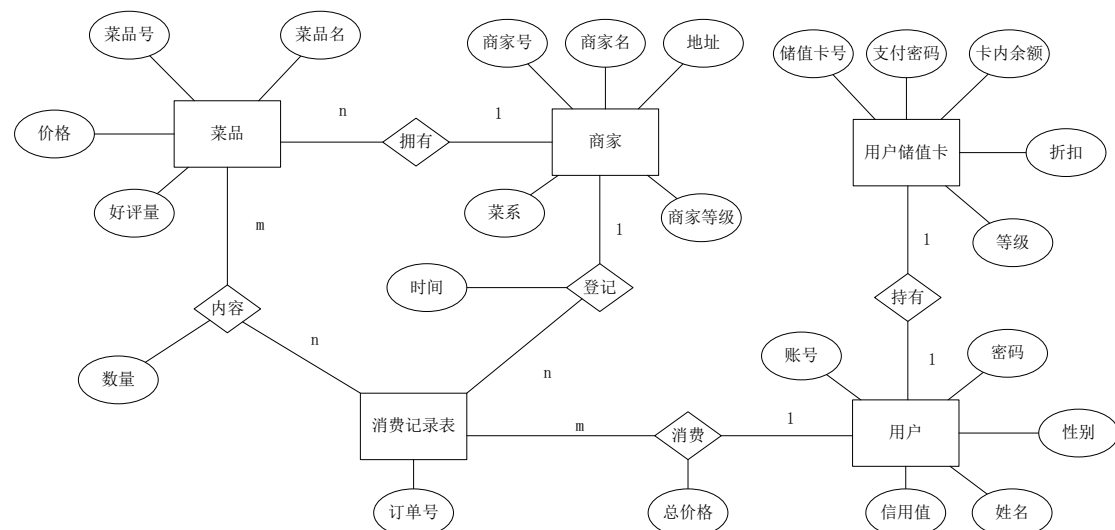 菜品号
菜品名
商家号
商家名
地址
储值卡号
支付密码
卡内余额
价格
菜品
n
拥有
1
商家
用户储值卡
折扣
好评量
菜系
商家等级
m
1
等级
1
时间
登记
持有
内容
数量
n
n
账号
1
密码
消费记录表
m
消费
1
用户
性别
订单号
总价格
信用值
姓名